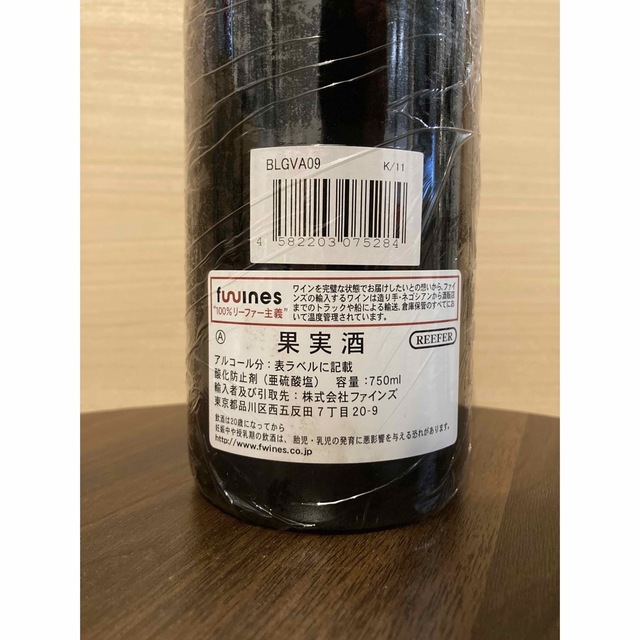 BLGVA09 K/11
4 582203 075284
fwines
"100%リーファー主義"
ワインを完璧な状態でお届けしたいとの想いから、ファイ
ンズの輸入するワインは造り手・ネゴシアンから酒販店
までのトラックや船による輸送、倉庫保管のすべてにお
いて温度管理されています。
A 果実酒 REEFER
アルコール分：表ラベルに記載
酸化防止剤（亜硫酸塩） 容量：750ml
輸入者及び引取先：株式会社ファインズ
東京都品川区西五反田7丁目20-9
飲酒は20歳になってから
妊娠中や授乳期の飲酒は、胎児・乳児の発育に悪影響を与える恐れがあります。
http://www.fwines.co.jp